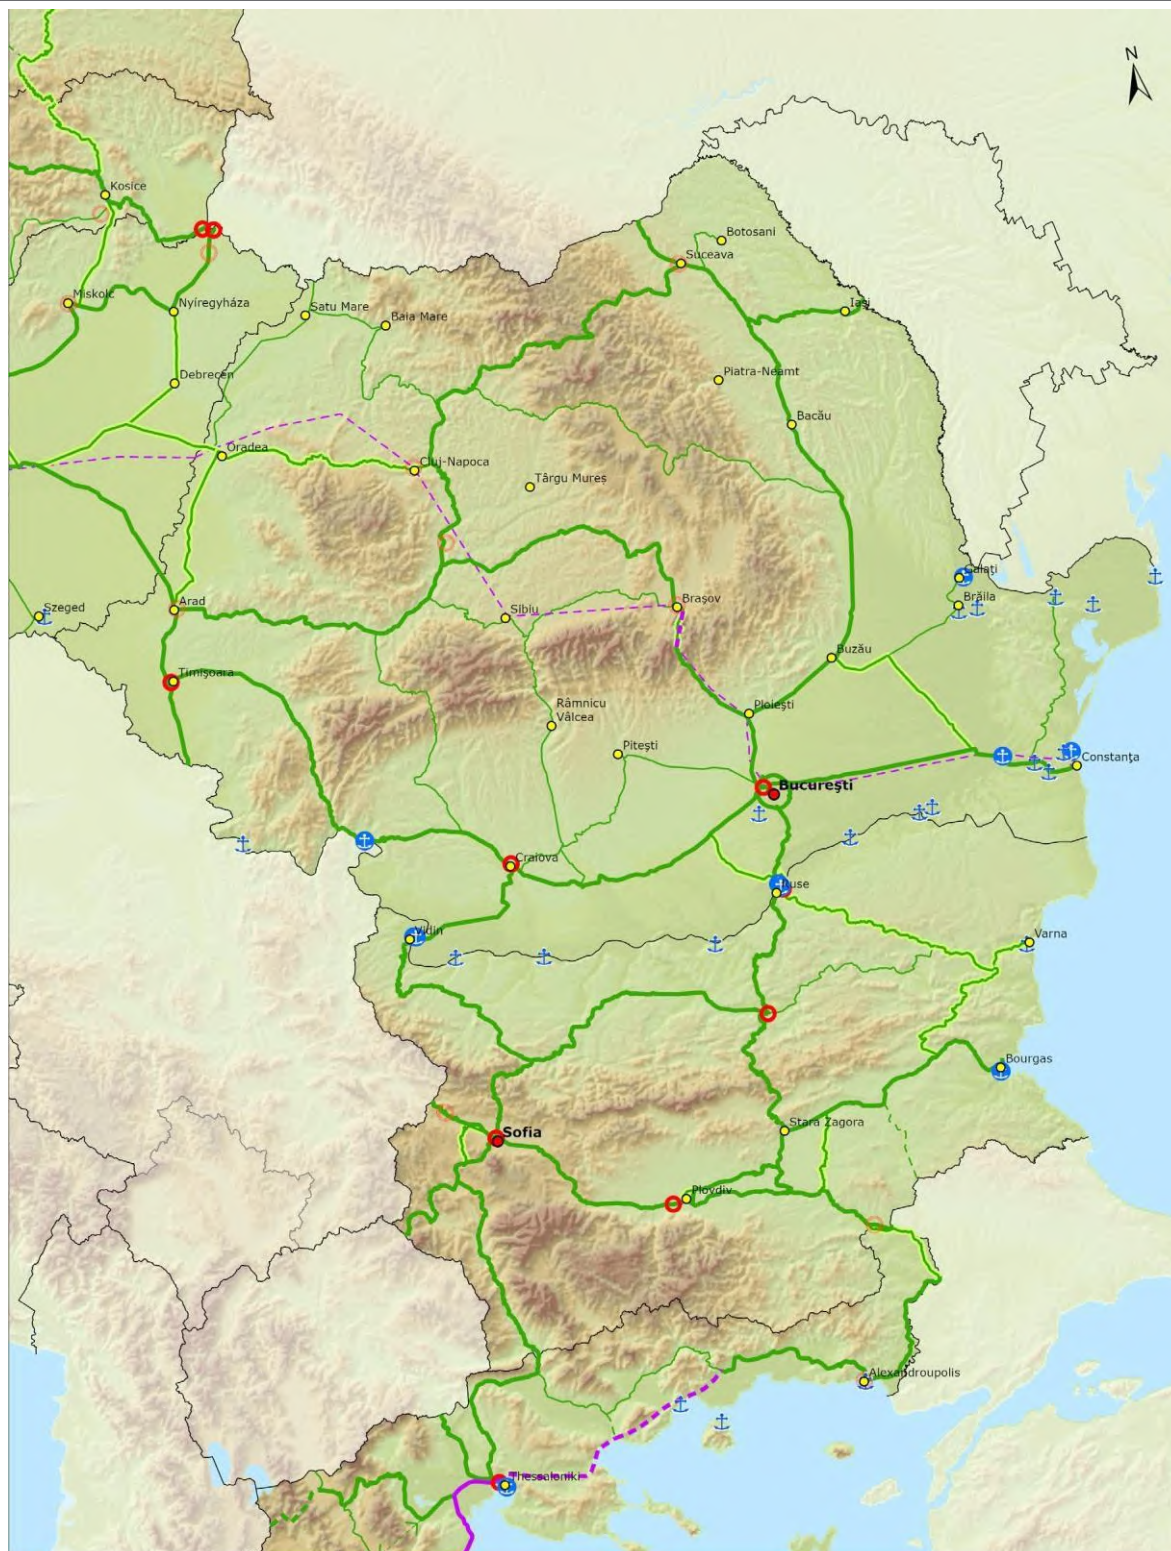 N
Kosice
Botosani
Suceava
Miskolc
Nyíregyháza
Satu Mare
Iaşi
Baia Mare
Debrecen
Piatra-Neamt
Bacău
Oradea
Cluj-Napoca
Târgu Mureş
Galaţi
Szeged
Arad
Sibiu
Braşov
Brăila
Buzău
Timişoara
Râmnicu
Vâlcea
Ploieşti
Piteşti
Constanţa
Bucureşti
Craiova
Ruse
Vidin
Varna
Bourgas
Sofia
Stara Zagora
Plovdiv
Alexandroupolis
Thessaloniki